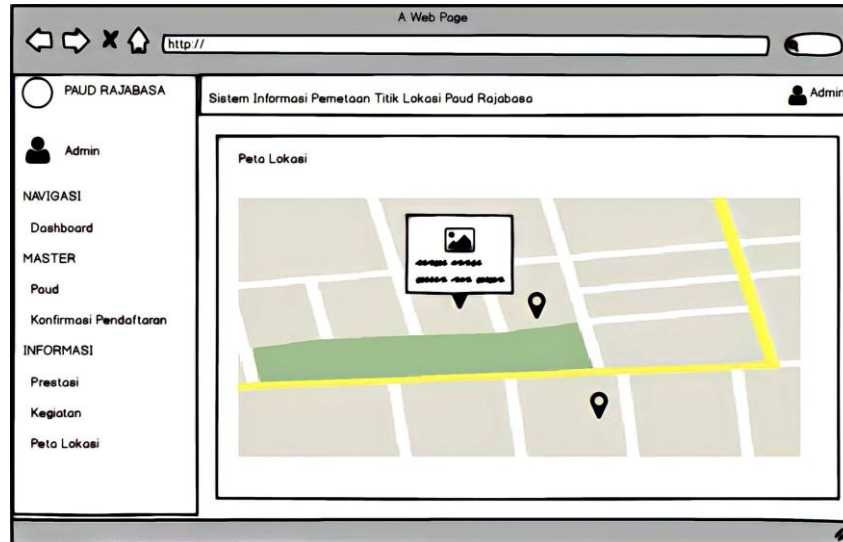 A Web Page
http://
PAUD RAJABASA
Sistem Informasi Pemetaan Titik Lokasi Paud Rajabasa
Admin
Admin
Peta Lokasi
NAVIGASI
Dashboard
MASTER
Paud
Konfirmasi Pendaftaran
INFORMASI
Prestasi
Kegiatan
Peta Lokasi